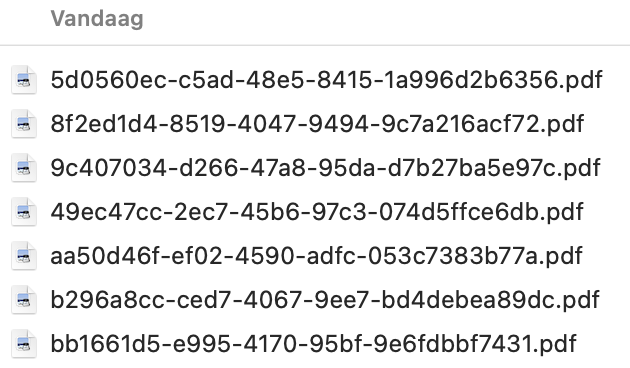 Vandaag
5d0560ec-c5ad-48e5-8415-1a996d2b6356.pdf
8f2ed1d4-8519-4047-9494-9c7a216acf72.pdf
9c407034-d266-47a8-95da-d7b27ba5e97c.pdf
49ec47cc-2ec7-45b6-97c3-074d5ffce6db.pdf
aa50d46f-ef02-4590-adfc-053c7383b77a.pdf
b296a8cc-ced7-4067-9ee7-bd4debea89dc.pdf
bb1661d5-e995-4170-95bf-9e6fdbbf7431.pdf